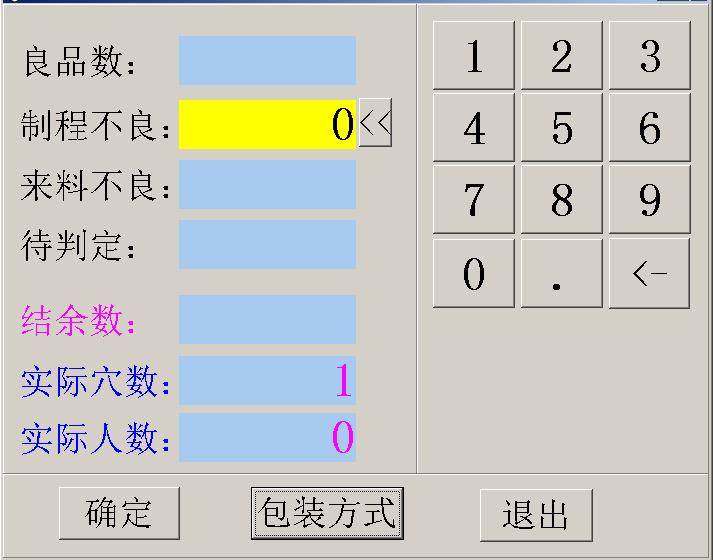 良品数：
制程不良： 0 <<
来料不良：
待判定：
结余数：
实际穴数： 1
实际人数： 0
1 2 3
4 5 6
7 8 9
0 . <-
确定 包装方式 退出